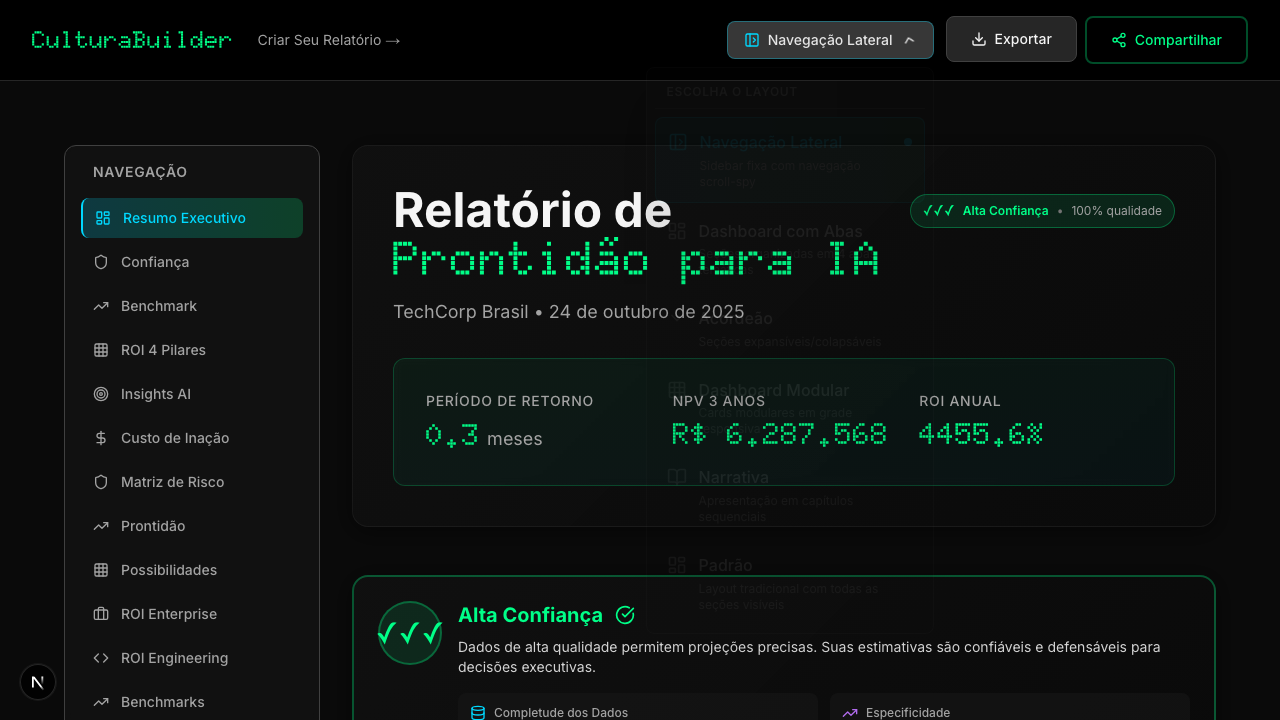 CulturaBuilder
Criar Seu Relatório →
Navegação Lateral
Exportar
Compartilhar
ESCOLHA O LAYOUT
Navegação Lateral
Sidebar fixa com navegação
scroll-spy
Dashboard com Abas
Acordeão
Seções expansíveis/colapsáveis
Dashboard Modular
Cards modulares em grade
Narrativa
Apresentação em capítulos
sequenciais
Padrão
Layout tradicional com todas as
seções visíveis
NAVEGAÇÃO
Resumo Executivo
Confiança
Benchmark
ROI 4 Pilares
Insights AI
Custo de Inação
Matriz de Risco
Prontidão
Possibilidades
ROI Enterprise
ROI Engineering
Benchmarks
Relatório de
Prontidão para IA
✓✓✓ Alta Confiança • 100% qualidade
TechCorp Brasil • 24 de outubro de 2025
PERÍODO DE RETORNO
0.3 meses
NPV 3 ANOS
R$ 6.287.568
ROI ANUAL
4455.6%
✓✓✓
Alta Confiança
Dados de alta qualidade permitem projeções precisas. Suas estimativas são confiáveis e defensáveis para
decisões executivas.
Completude dos Dados
Especificidade